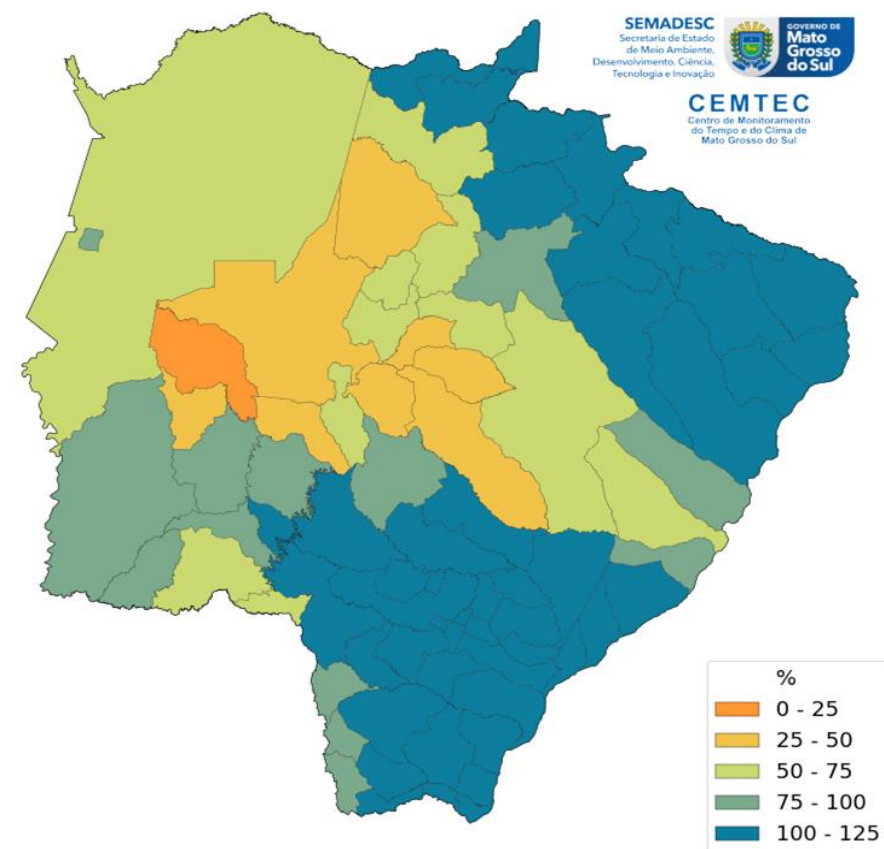 SEMADESC
Secretaria de Estado
de Meio Ambiente,
Desenvolvimento, Ciência,
Tecnologia e Inovação
GOVERNO DE
Mato
Grosso
do Sul
CEMTEC
Centro de Monitoramento
do Tempo e do Clima de
Mato Grosso do Sul
%
0 - 25
25 - 50
50 - 75
75 - 100
100 - 125